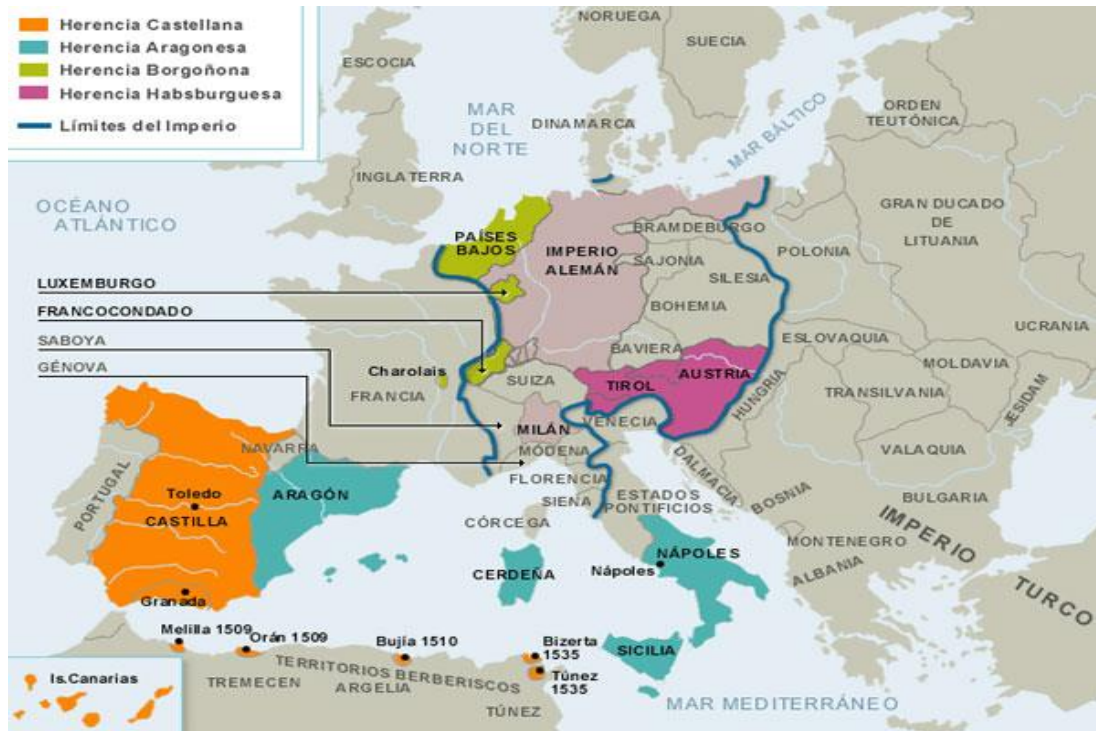 Herencia Castellana
Herencia Aragonesa
Herencia Borgoñona
Herencia Habsburguesa
Límites del Imperio
NORUEGA
SUECIA
ESCOCIA
MAR
DEL
NORTE
DINAMARCA
MAR BÁLTICO
ORDEN
TEUTÓNICA
INGLATERRA
OCÉANO
ATLÁNTICO
GRAN DUCADO
DE
LITUANIA
PAÍSES
BAJOS
IMPERIO
ALEMÁN
BRAMDEBURGO
SAJONIA
SILESIA
POLONIA
LUXEMBURGO
BOHEMIA
FRANCOCONDADO
UCRANIA
SABOYA
ESLOVAQUIA
BAVIERA
MOLDAVIA
GÉNOVA
Charolais
FRANCIA
SUIZA
TIROL
AUSTRIA
HUNGRIA
TRANSILVANIA
JESIDAM
MILÁN
VENECIA
MÓDENA
NAVARRA
FLORENCIA
DALMACIA
VALAQUIA
PORTUGAL
Toledo
CASTILLA
ARAGÓN
SIENA
ESTADOS
PONTIFICIOS
BOSNIA
BULGARIA
CÓRCEGA
IMPERIO
TURCO
MONTENEGRO
ALBANIA
NÁPOLES
Nápoles
CERDEÑA
Granada
Melilla 1509
Orán 1509
Bujía 1510
Bizerta
1535
SICILIA
Túnez
1535
Is.Canarias
TREMECEN
TERRITORIOS BERBERISCOS
ARGELIA
TÚNEZ
MAR MEDITERRÁNEO